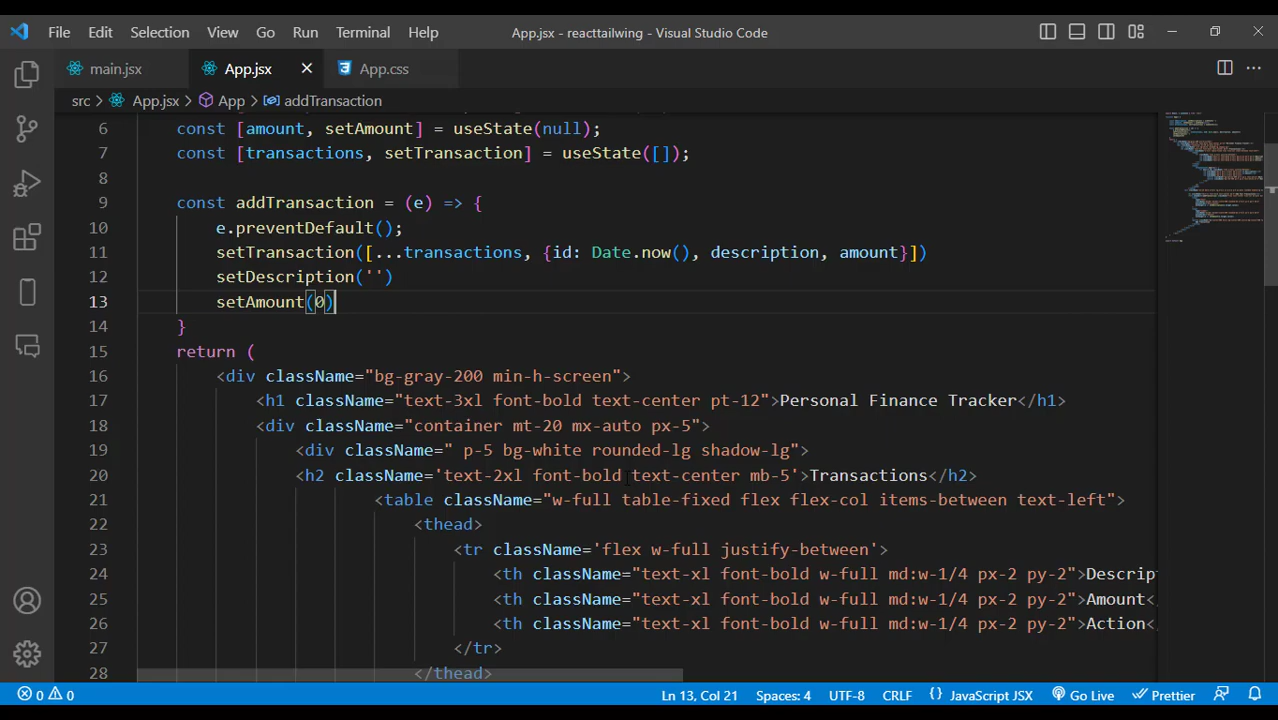 File Edit Selection View Go Run Terminal Help App.jsx - reacttailwing - Visual Studio Code
main.jsx App.jsx App.css
src > App.jsx > App > addTransaction
6 const [amount, setAmount] = useState(null);
7 const [transactions, setTransaction] = useState([]);
8
9 const addTransaction = (e) => {
10 e.preventDefault();
11 setTransaction([...transactions, {id: Date.now(), description, amount}])
12 setDescription('')
13 setAmount(0)
14 }
15 return (
16 <div className="bg-gray-200 min-h-screen">
17 <h1 className="text-3xl font-bold text-center pt-12">Personal Finance Tracker</h1>
18 <div className="container mt-20 mx-auto px-5">
19 <div className=" p-5 bg-white rounded-lg shadow-lg">
20 <h2 className='text-2xl font-bold text-center mb-5'>Transactions</h2>
21 <table className="w-full table-fixed flex flex-col items-between text-left">
22 <thead>
23 <tr className='flex w-full justify-between'>
24 <th className="text-xl font-bold w-full md:w-1/4 px-2 py-2">Descript
25 <th className="text-xl font-bold w-full md:w-1/4 px-2 py-2">Amount<
26 <th className="text-xl font-bold w-full md:w-1/4 px-2 py-2">Action<
27 </tr>
28 </thead>
0 0 Ln 13, Col 21 Spaces: 4 UTF-8 CRLF {} JavaScript JSX Go Live Prettier